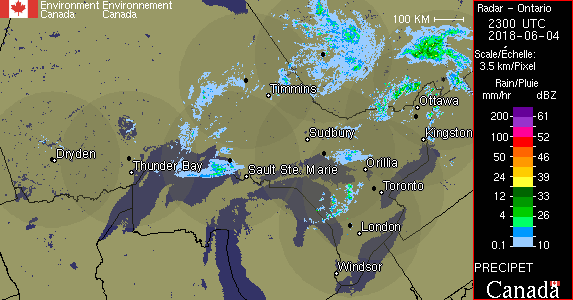 Environment Environnement
Canada Canada
100 KM
Timmins
Ottawa
Sudbury
Kingston
Dryden
Thunder Bay
Sault Ste. Marie
Orillia
Toronto
London
Windsor
Radar - Ontario
2300 UTC
2018-06-04
Scale/Échelle:
3.5 km/Pixel
Rain/Pluie
mm/hr dBZ
200 61
100 52
50 46
24 39
12 33
4 26
0.1 10
PRECIPET
Canada